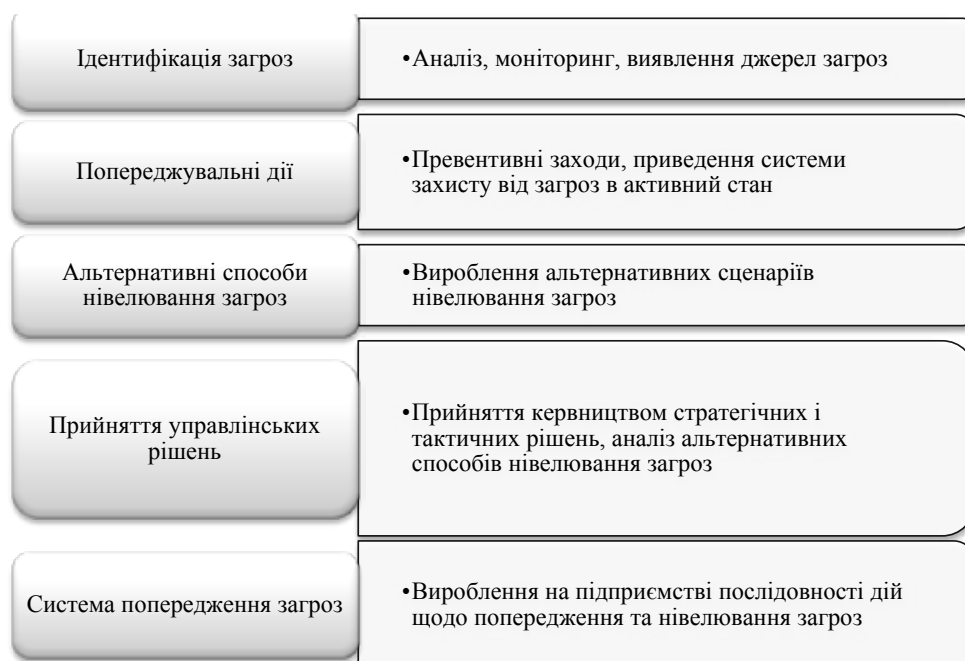 Ідентифікація загроз
•Аналіз, моніторинг, виявлення джерел загроз
Попереджувальні дії
•Превентивні заходи, приведення системи
захисту від загроз в активний стан
Альтернативні способи
нівелювання загроз
•Вироблення альтернативних сценаріїв
нівелювання загроз
Прийняття управлінських
рішень
•Прийняття кервництвом стратегічних і
тактичних рішень, аналіз альтернативних
способів нівелювання загроз
Система попередження загроз
•Вироблення на підприємстві послідовності дій
щодо попередження та нівелювання загроз